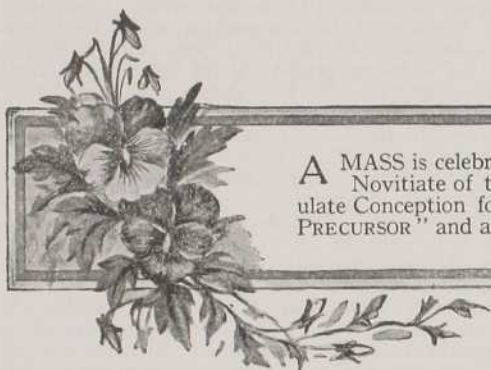 A MASS is celebr
Novitiate of t
ulate Conception fo
PRECURSOR" and a